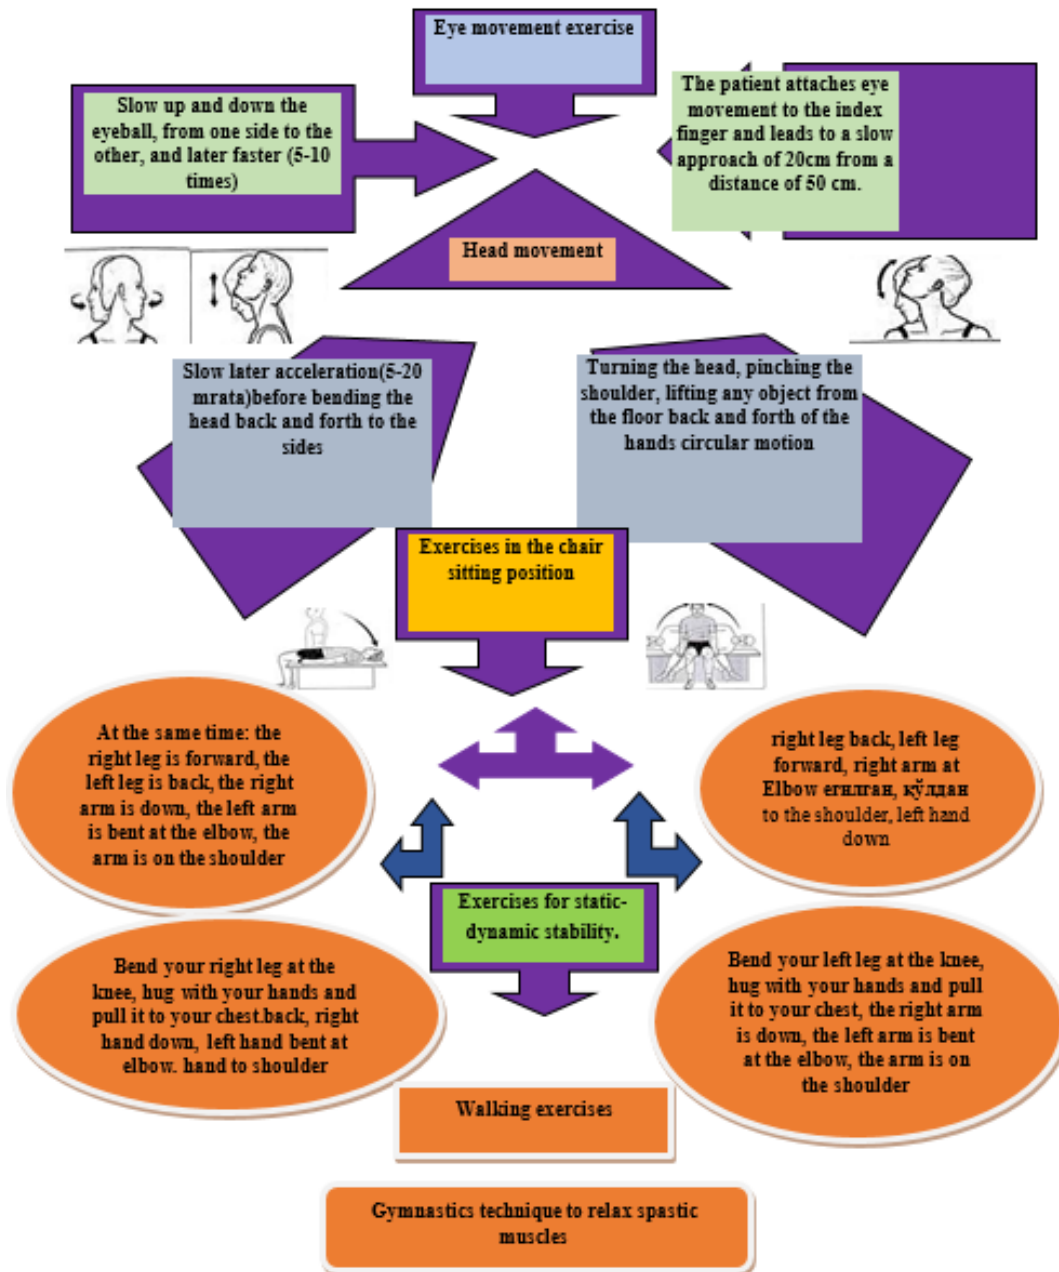 Eye movement exercise
Slow up and down the
eyeball, from one side to the
other, and later faster (5-10
times)
The patient attaches eye
movement to the index
finger and leads to a slow
approach of 20cm from a
distance of 50 cm.
Head movement
Slow later acceleration(5-20
mrata)before bending the
head back and forth to the
sides
Turning the head, pinching the
shoulder, lifting any object from
the floor back and forth of the
hands circular motion
Exercises in the chair
sitting position
At the same time: the
right leg is forward, the
left leg is back, the right
arm is down, the left arm
is bent at the elbow, the
arm is on the shoulder
right leg back, left leg
forward, right arm at
Elbow егилган, қўлдан
to the shoulder, left hand
down
Exercises for static-
dynamic stability.
Bend your right leg at the
knee, hug with your hands and
pull it to your chest.back, right
hand down, left hand bent at
elbow. hand to shoulder
Bend your left leg at the knee,
hug with your hands and pull
it to your chest, the right arm
is down, the left arm is bent
at the elbow, the arm is on
the shoulder
Walking exercises
Gymnastics technique to relax spastic
muscles